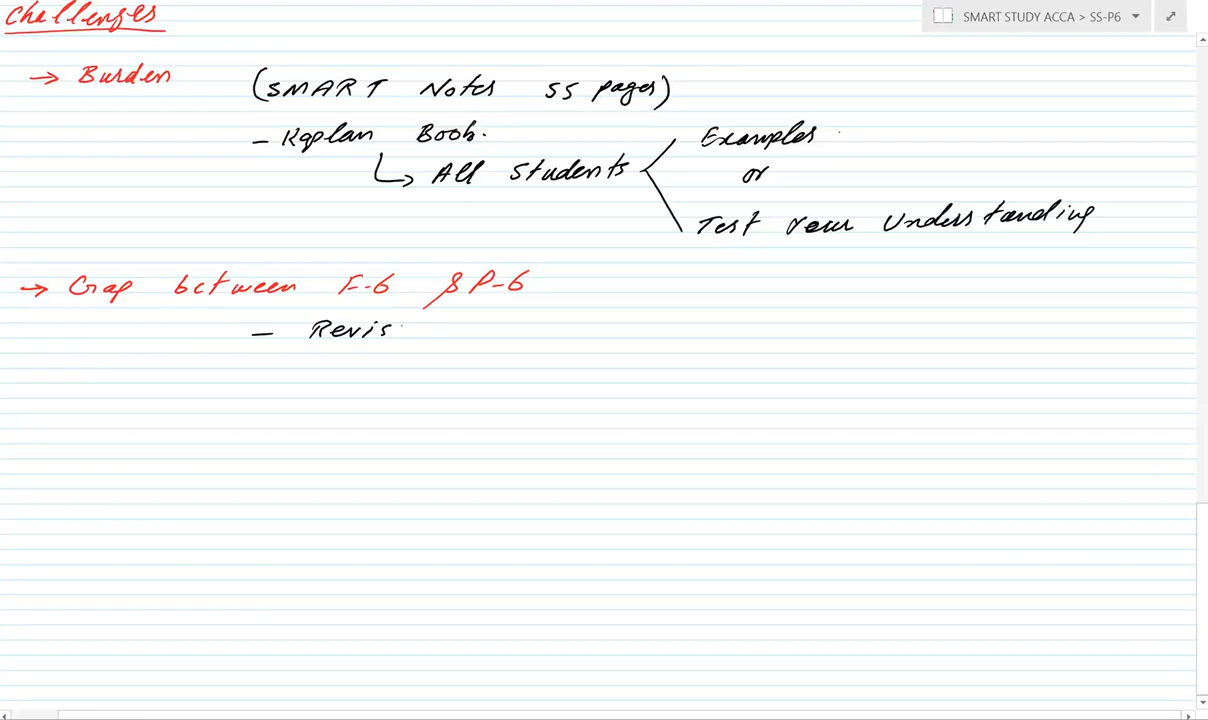 Challenges
SMART STUDY ACCA > SS-P6
→ Burden (SMART Notes 55 pages)
- Kaplan Book.
↳ All Students
Examples
or
Test Your Understanding
→ Gap between F-6 & P-6
- Revis